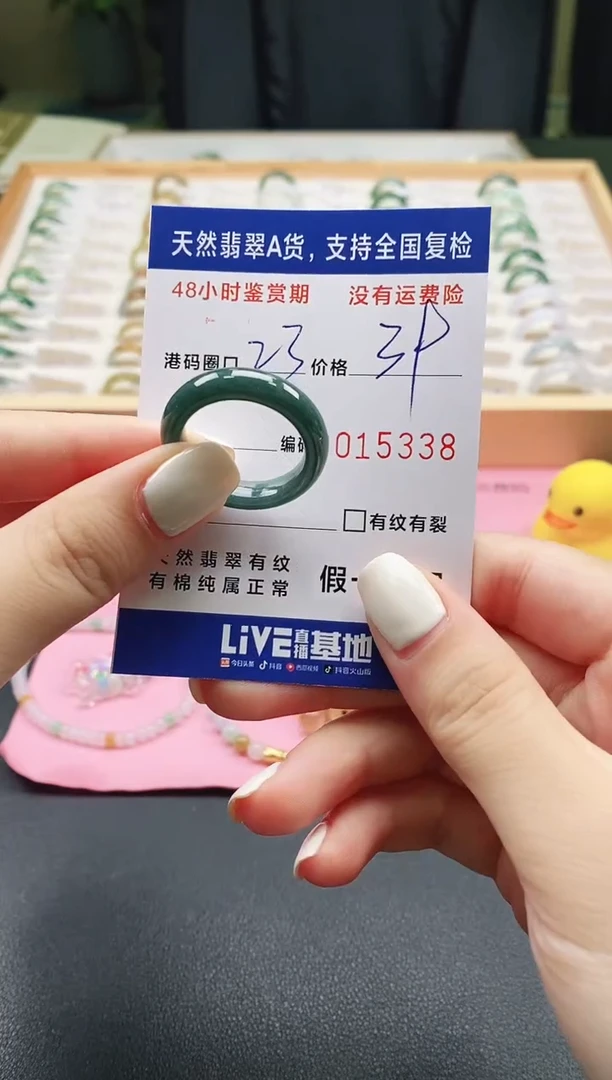 天然翡翠A货，支持全国复检
48小时鉴赏期 没有运费险
港码圈口 23 价格 3P
编码 015338
有纹有裂
然翡翠有纹
有棉纯属正常 假一
LiVE直播基地
今日头条 抖音 西瓜视频 抖音火山版